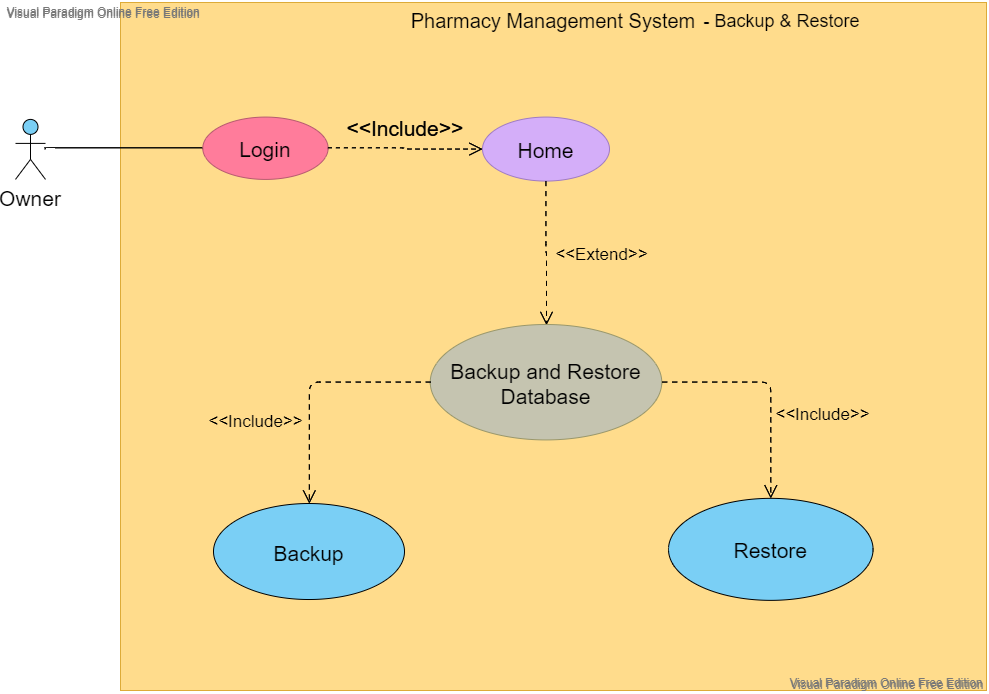 Visual Paradigm Online Free Edition
Pharmacy Management System - Backup & Restore
<<Include>>
Login
Home
Owner
<<Extend>>
Backup and Restore
Database
<<Include>>
<<Include>>
Backup
Restore
Visual Paradigm Online Free Edition